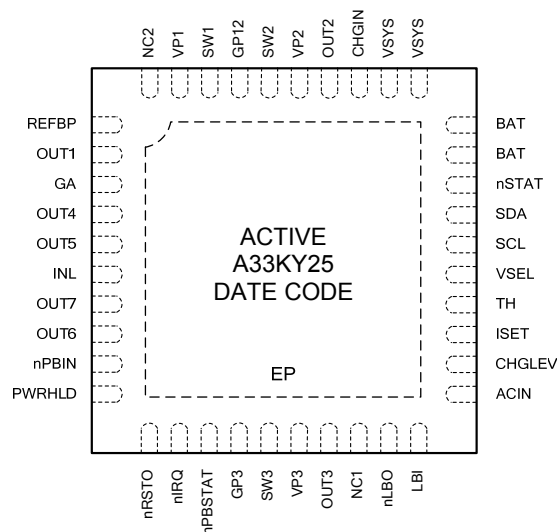 NC2
VP1
SW1
GP12
SW2
VP2
OUT2
CHGIN
VSYS
VSYS
REFBP
OUT1
GA
OUT4
OUT5
INL
OUT7
OUT6
nPBIN
PWRHLD
ACTIVE
A33KY25
DATE CODE
EP
BAT
BAT
nSTAT
SDA
SCL
VSEL
TH
ISET
CHGLEV
ACIN
nRSTO
nIRQ
nPBSTAT
GP3
SW3
VP3
OUT3
NC1
nLBO
LBI